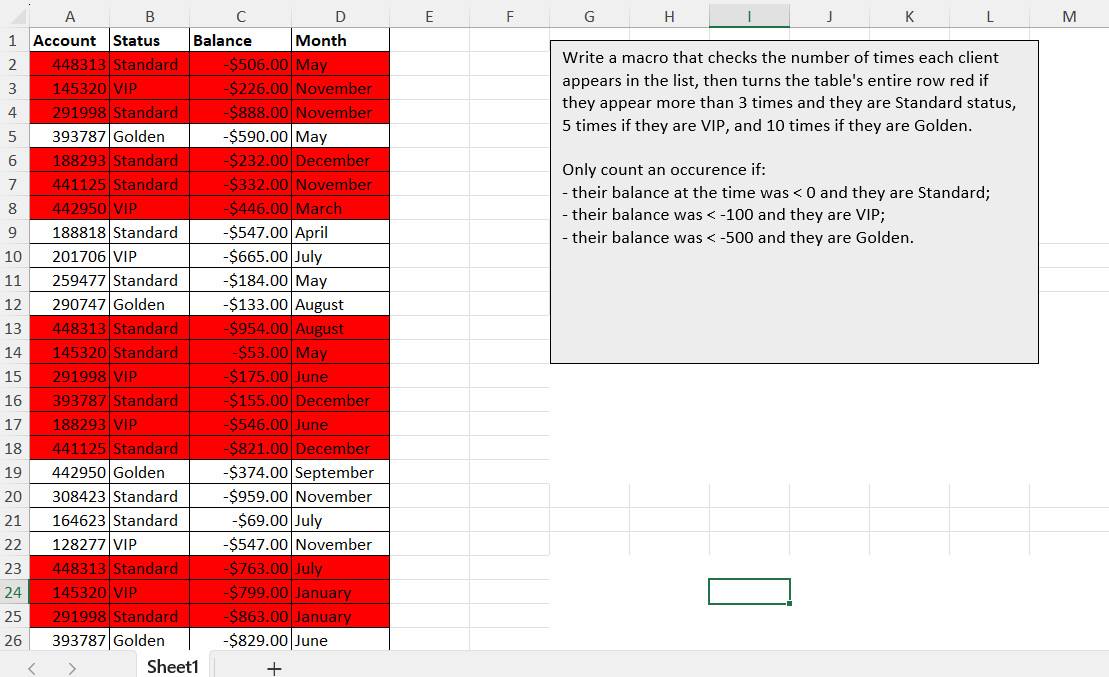 A B C D E F G H I J K L M
1 Account Status Balance Month
2 448313 Standard -$506.00 May
3 145320 VIP -$226.00 November
4 291998 Standard -$888.00 November
5 393787 Golden -$590.00 May
6 188293 Standard -$232.00 December
7 441125 Standard -$332.00 November
8 442950 VIP -$446.00 March
9 188818 Standard -$547.00 April
10 201706 VIP -$665.00 July
11 259477 Standard -$184.00 May
12 290747 Golden -$133.00 August
13 448313 Standard -$954.00 August
14 145320 Standard -$53.00 May
15 291998 VIP -$175.00 June
16 393787 Standard -$155.00 December
17 188293 VIP -$546.00 June
18 441125 Standard -$821.00 December
19 442950 Golden -$374.00 September
20 308423 Standard -$959.00 November
21 164623 Standard -$69.00 July
22 128277 VIP -$547.00 November
23 448313 Standard -$763.00 July
24 145320 VIP -$799.00 January
25 291998 Standard -$863.00 January
26 393787 Golden -$829.00 June
Write a macro that checks the number of times each client
appears in the list, then turns the table's entire row red if
they appear more than 3 times and they are Standard status,
5 times if they are VIP, and 10 times if they are Golden.
Only count an occurence if:
- their balance at the time was < 0 and they are Standard;
- their balance was < -100 and they are VIP;
- their balance was < -500 and they are Golden.
Sheet1